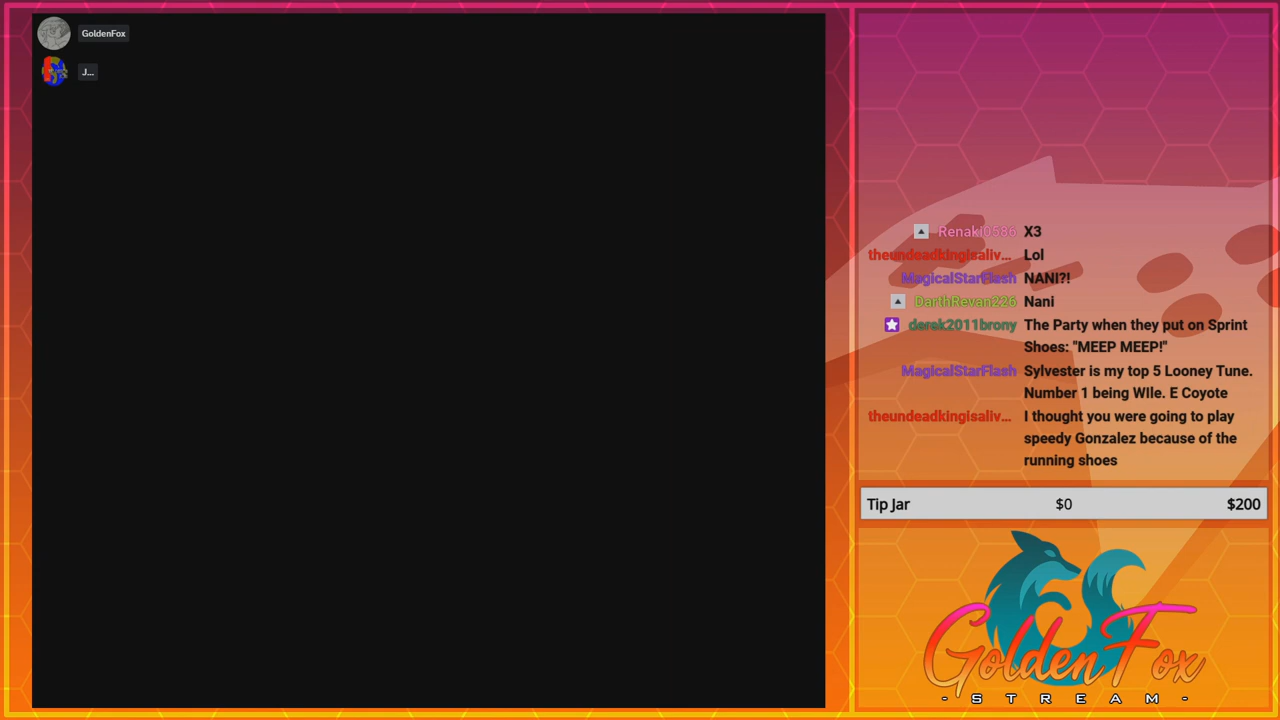 GoldenFox
J...
Renaki0586 X3
theundeadkingisaliv... Lol
MagicalStarFlash NANI?!
DarthRevan226 Nani
derek2011brony The Party when they put on Sprint
Shoes: "MEEP MEEP!"
MagicalStarFlash Sylvester is my top 5 Looney Tune.
Number 1 being WIle. E Coyote
theundeadkingisaliv... I thought you were going to play
speedy Gonzalez because of the
running shoes
Tip Jar $0 $200
GoldenFox
- STREAM -